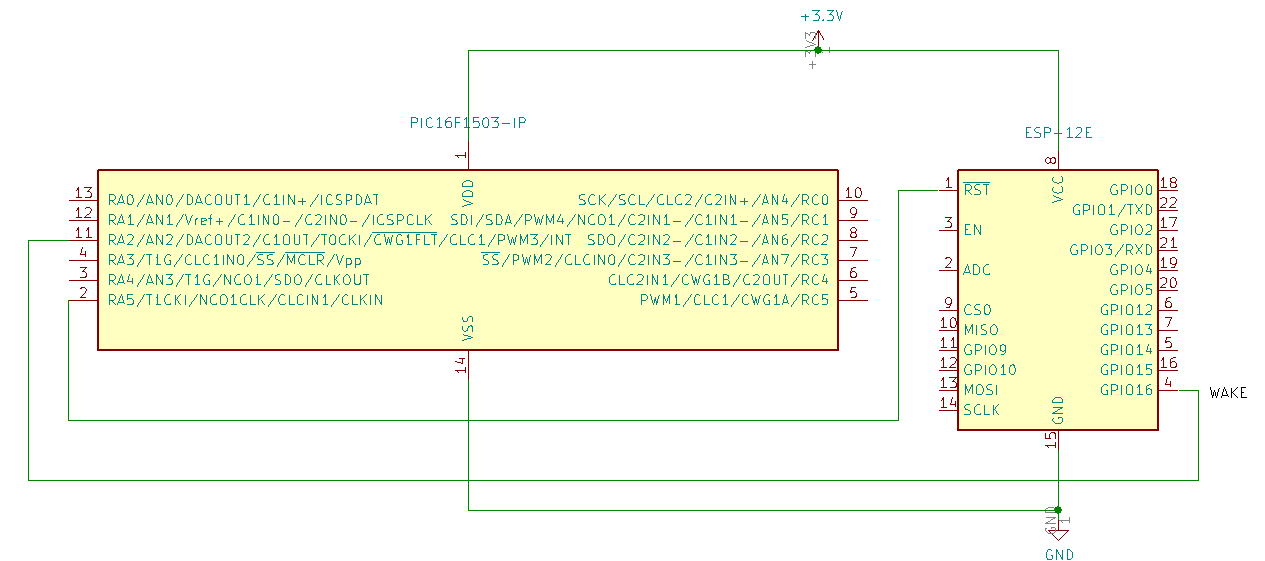 +3.3V
+3V3
1
PIC16F1503-IP
ESP-12E
1
VDD
13 RA0/AN0/DACOUT1/C1IN+/ICSPDAT
12 RA1/AN1/Vref+/C1IN0-/C2IN0-/ICSPCLK
11 RA2/AN2/DACOUT2/C1OUT/T0CKI/CWG1FLT/CLC1/PWM3/INT
4 RA3/T1G/CLC1IN0/SS/MCLR/Vpp
3 RA4/AN3/T1G/NCO1/SDO/CLKOUT
2 RA5/T1CKI/NCO1CLK/CLCIN1/CLKIN
SCK/SCL/CLC2/C2IN+/AN4/RC0 10
SDI/SDA/PWM4/NCO1/C2IN1-/C1IN1-/AN5/RC1 9
SDO/C2IN2-/C1IN2-/AN6/RC2 8
SS/PWM2/CLCIN0/C2IN3-/C1IN3-/AN7/RC3 7
CLC2IN1/CWG1B/C2OUT/RC4 6
PWM1/CLC1/CWG1A/RC5 5
VSS
14
8
VCC
1 RST
3 EN
2 ADC
9 CS0
10 MISO
11 GPIO9
12 GPIO10
13 MOSI
14 SCLK
GPIO0 18
GPIO1/TXD 22
GPIO2 17
GPIO3/RXD 21
GPIO4 19
GPIO5 20
GPIO12 6
GPIO13 7
GPIO14 5
GPIO15 16
GPIO16 4
WAKE
GND
15
GND
1
GND